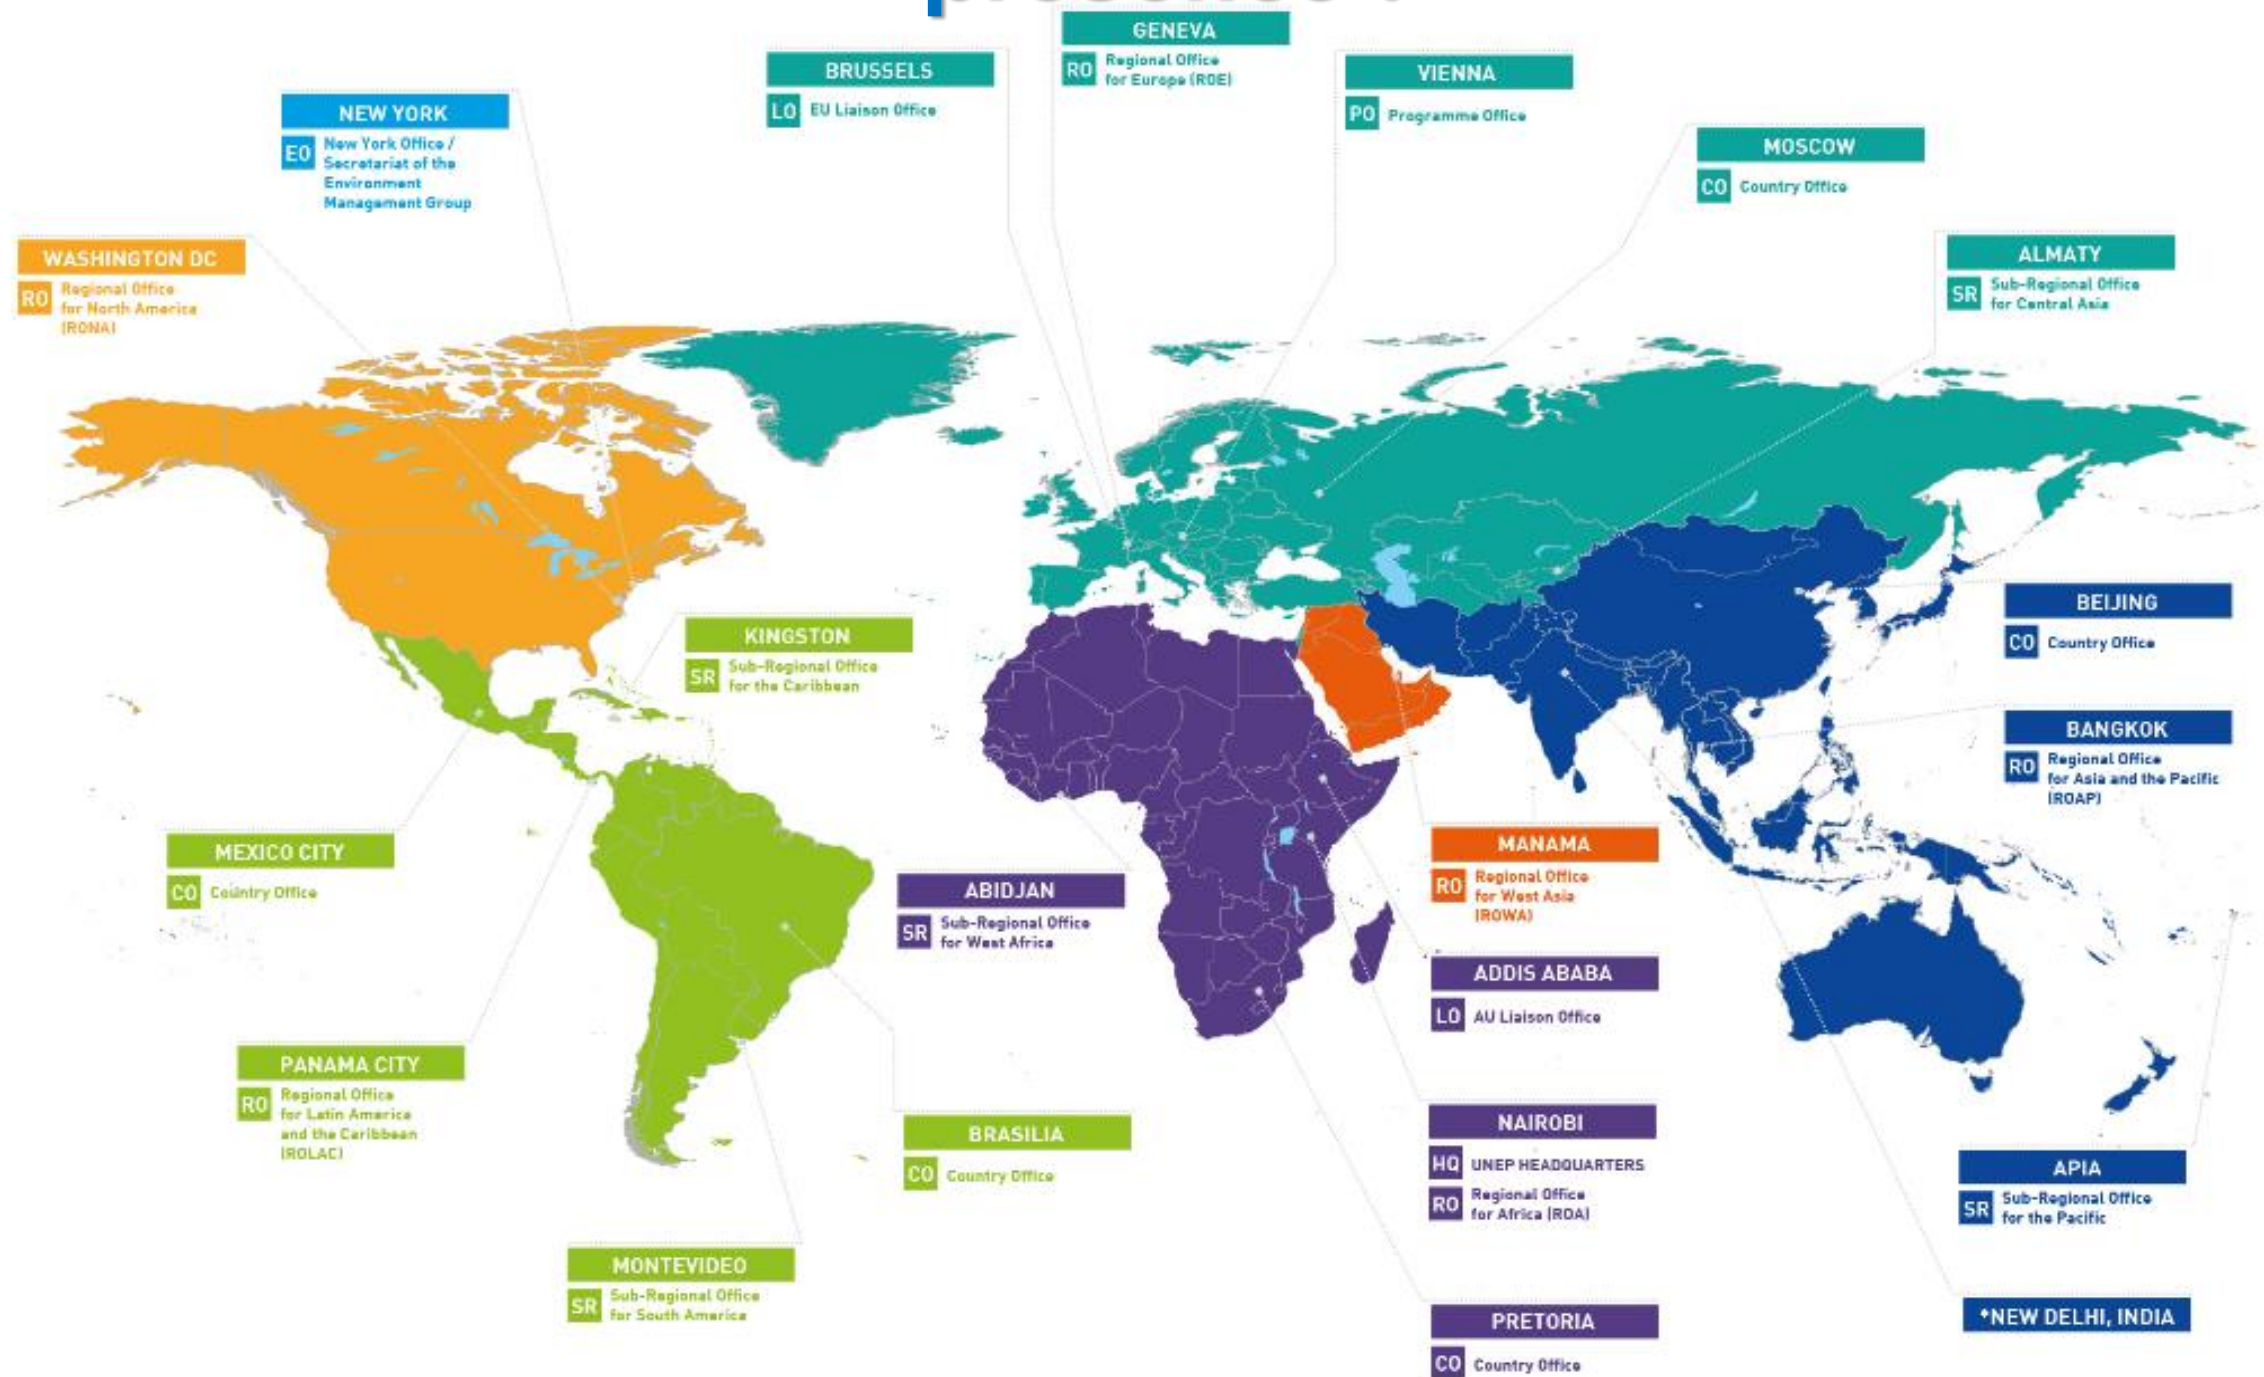 GENEVA
RO
Regional Office
for Europe (ROE)
BRUSSELS
LO
EU Liaison Office
VIENNA
PO
Programme Office
NEW YORK
EO
New York Office /
Secretariat of the
Environment
Management Group
MOSCOW
CO
Country Office
WASHINGTON DC
RO
Regional Office
for North America
(RONA)
ALMATY
SR
Sub-Regional Office
for Central Asia
BEIJING
CO
Country Office
KINGSTON
SR
Sub-Regional Office
for the Caribbean
BANGKOK
RO
Regional Office
for Asia and the Pacific
(ROAP)
MEXICO CITY
CO
Country Office
MANAMA
RO
Regional Office
for West Asia
(ROWA)
ABIDJAN
SR
Sub-Regional Office
for West Africa
ADDIS ABABA
LO
AU Liaison Office
PANAMA CITY
RO
Regional Office
for Latin America
and the Caribbean
(ROLAC)
BRASILIA
CO
Country Office
NAIROBI
HQ
UNEP HEADQUARTERS
RO
Regional Office
for Africa (ROA)
APIA
SR
Sub-Regional Office
for the Pacific
MONTEVIDEO
SR
Sub-Regional Office
for South America
*NEW DELHI, INDIA
PRETORIA
CO
Country Office